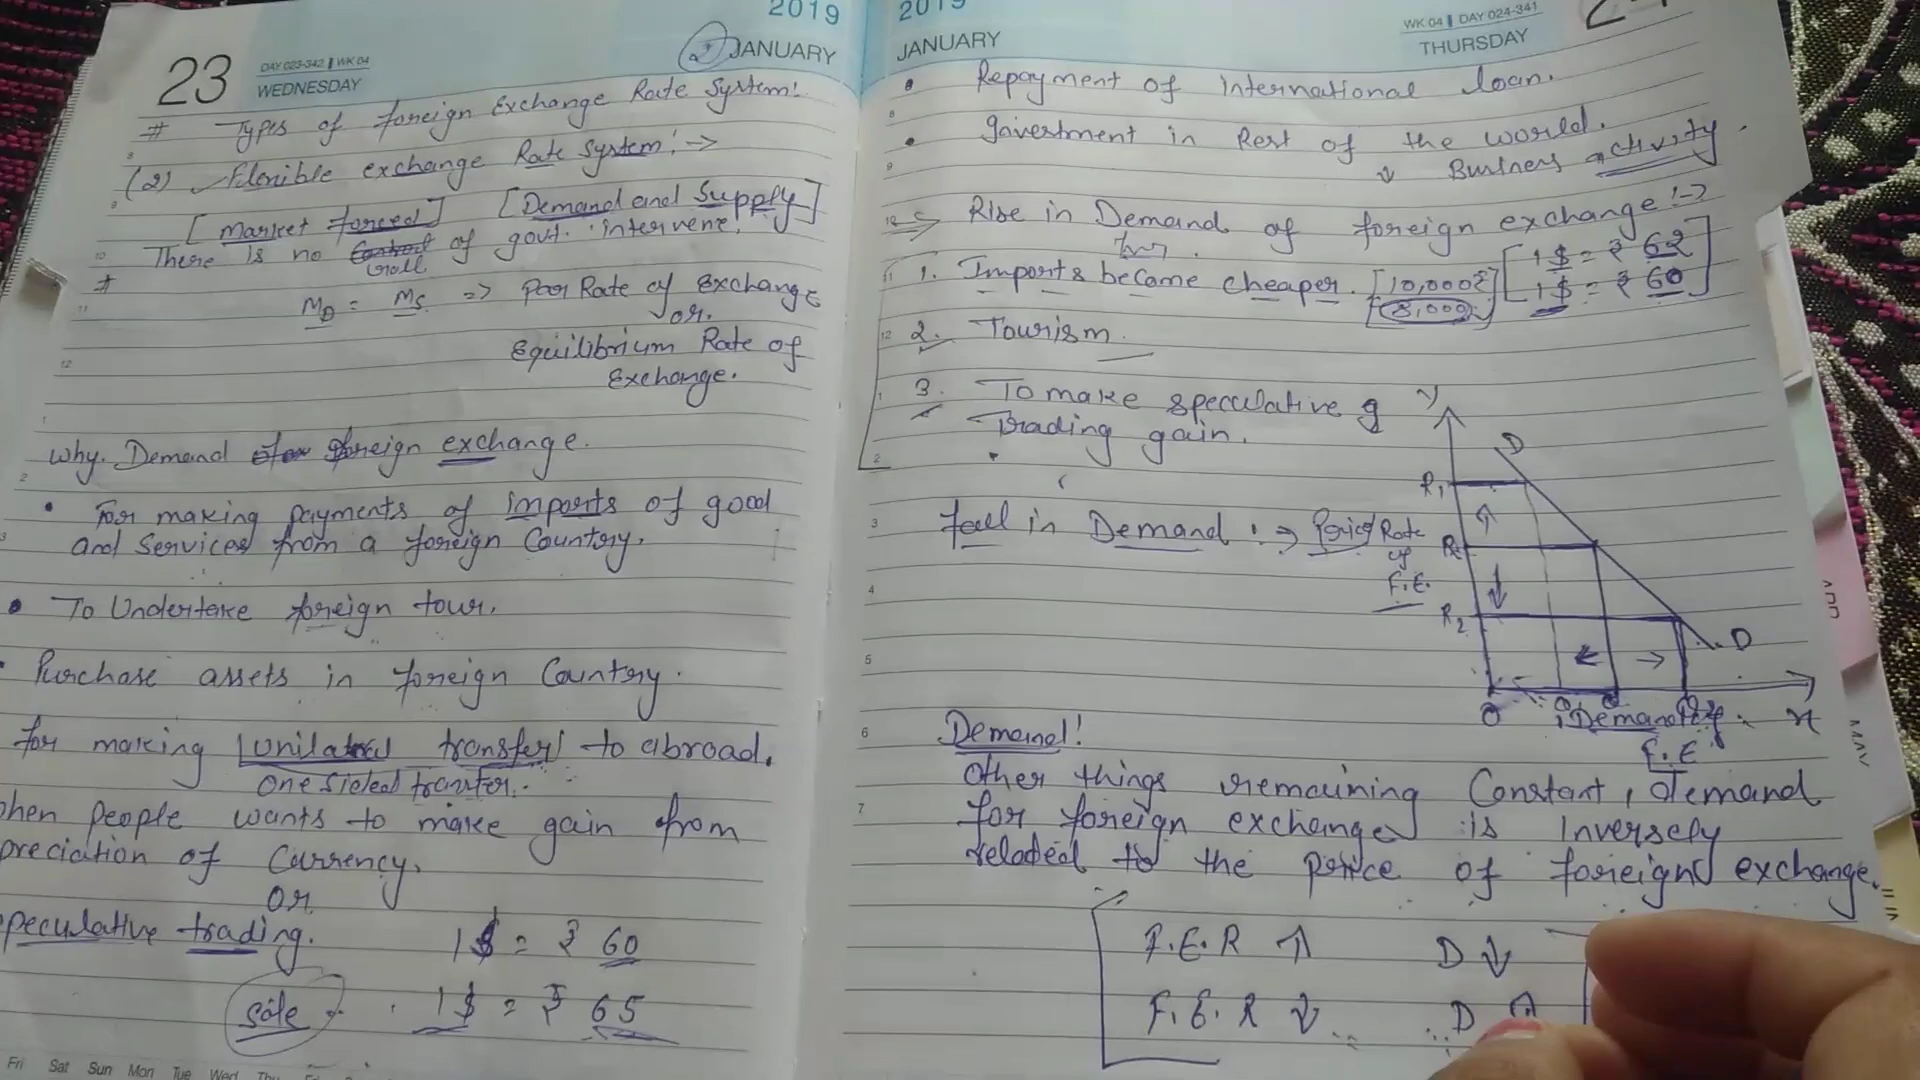 2019
23
DAY 023-342 | WK 04
WEDNESDAY
JANUARY
# Types of foreign Exchange Rate System:
(2) Flexible exchange Rate System :→
[market forced] [Demand and Supply]
There is no of govt. intervene.
#
MD = MS => Parr Rate of Exchange
or.
Equilibrium Rate of
Exchange.
Why. Demand for foreign exchange.
• For making payments of imports of good
and Services from a foreign Country.
• To Undertake foreign tour.
• Purchase assets in foreign Country.
for making unilateral transfer to abroad.
one sided transfer.
hen people wants to make gain from
preciation of Currency.
or
peculative trading. 1$ = ₹ 60
sale 1$ = ₹ 65
Fri Sat Sun Mon Tue Wed Thu
2019
JANUARY
WK 04 | DAY 024-341
THURSDAY
24
• Repayment of international loan.
• in Rest of the world.
↓ Business activity.
=> Rise in Demand of foreign exchange :→
1. Imports become cheaper. [10,000₹] [1$ = ₹ 62]
[8,000] [1$ = ₹ 60]
2. Tourism.
3. To make speculative
Trading gain.
Y
D
R1
Fall in Demand :→ Price/Rate
of
F.E.
R
R2
D
O Demand of X
F.E
Demand!
Other things remaining Constant, demand
for foreign exchange is inversely
related to the price of foreign exchange.
F.E.R ↑ D ↓
F.E.R ↓ D ↑